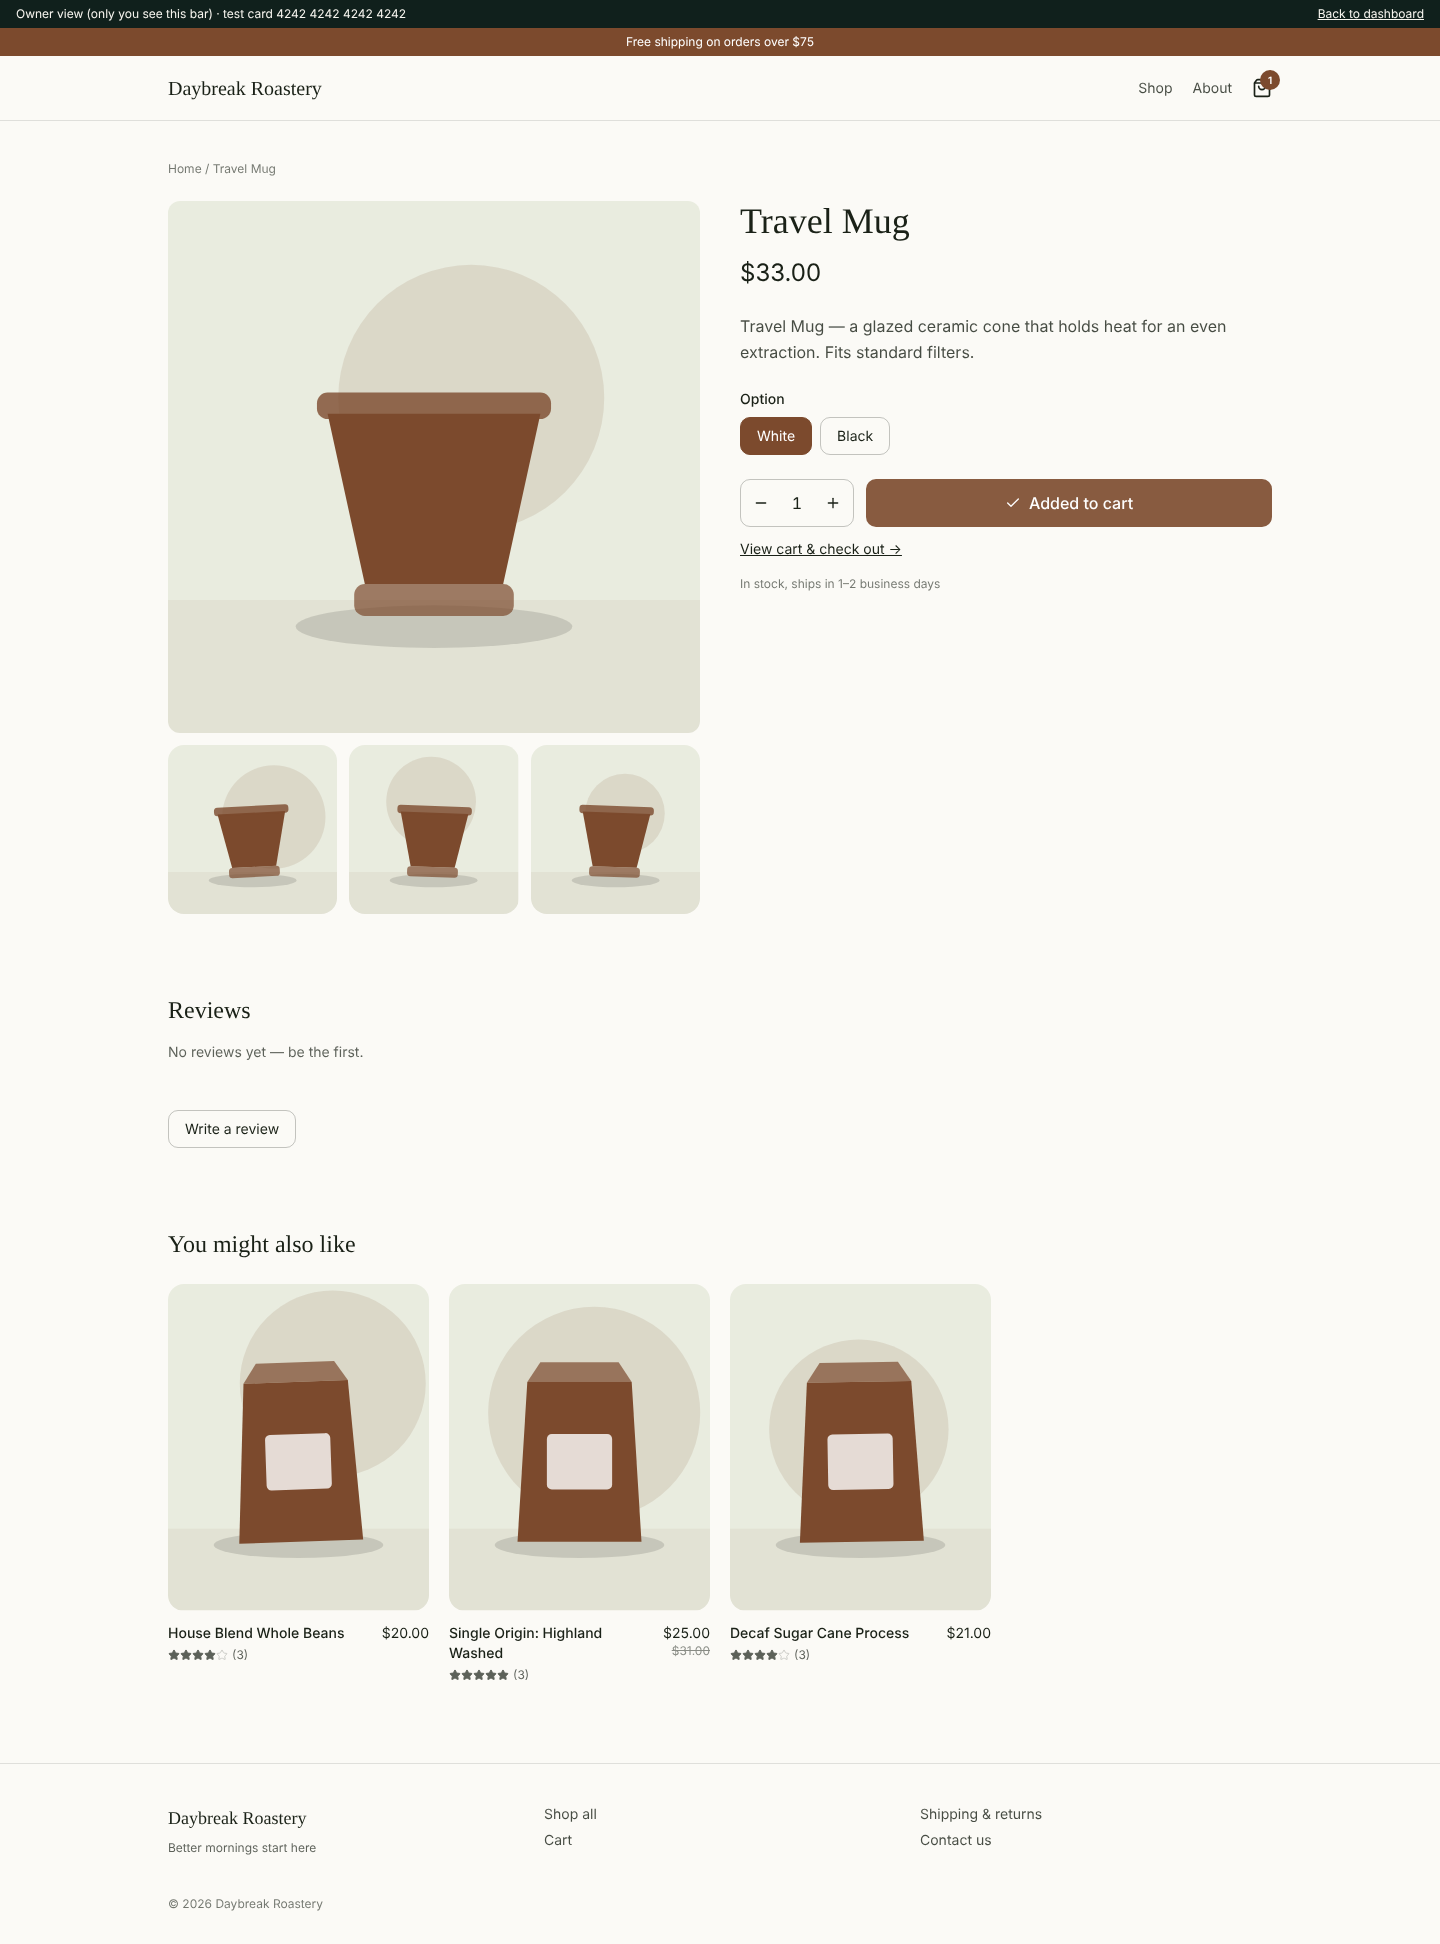 Owner view (only you see this bar) · test card 4242 4242 4242 4242
Back to dashboard
Free shipping on orders over $75
Daybreak Roastery
Shop
About
1
Home / Travel Mug
Travel Mug
$33.00
Travel Mug — a glazed ceramic cone that holds heat for an even
extraction. Fits standard filters.
Option
White
Black
− 1 +
Added to cart
View cart & check out →
In stock, ships in 1–2 business days
Reviews
No reviews yet — be the first.
Write a review
You might also like
House Blend Whole Beans
$20.00
(3)
Single Origin: Highland
Washed
$25.00
$31.00
(3)
Decaf Sugar Cane Process
$21.00
(3)
Daybreak Roastery
Better mornings start here
Shop all
Cart
Shipping & returns
Contact us
© 2026 Daybreak Roastery